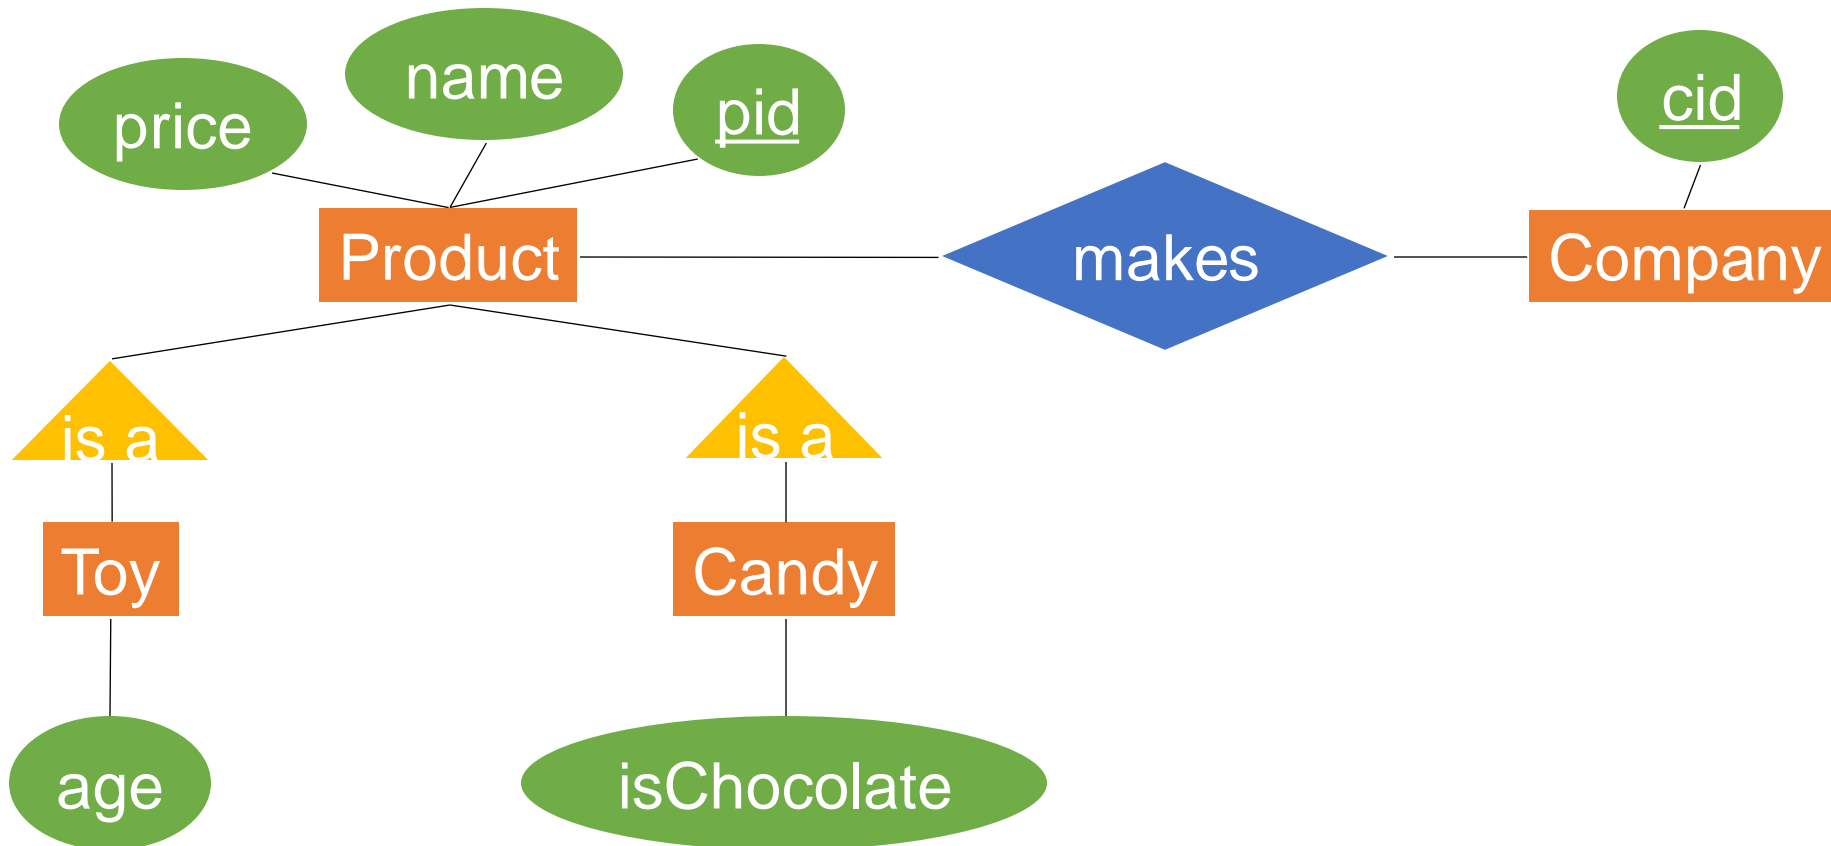 name
pid
cid
price
Product
makes
Company
is a
is a
Toy
Candy
age
isChocolate